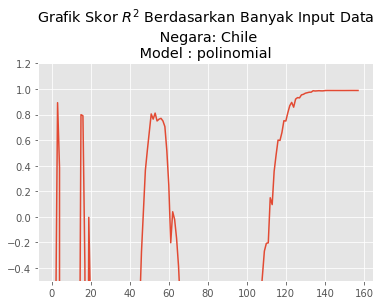 Grafik Skor R² Berdasarkan Banyak Input Data
Negara: Chile
Model : polinomial
1.2
1.0
0.8
0.6
0.4
0.2
0.0
−0.2
−0.4
0 20 40 60 80 100 120 140 160